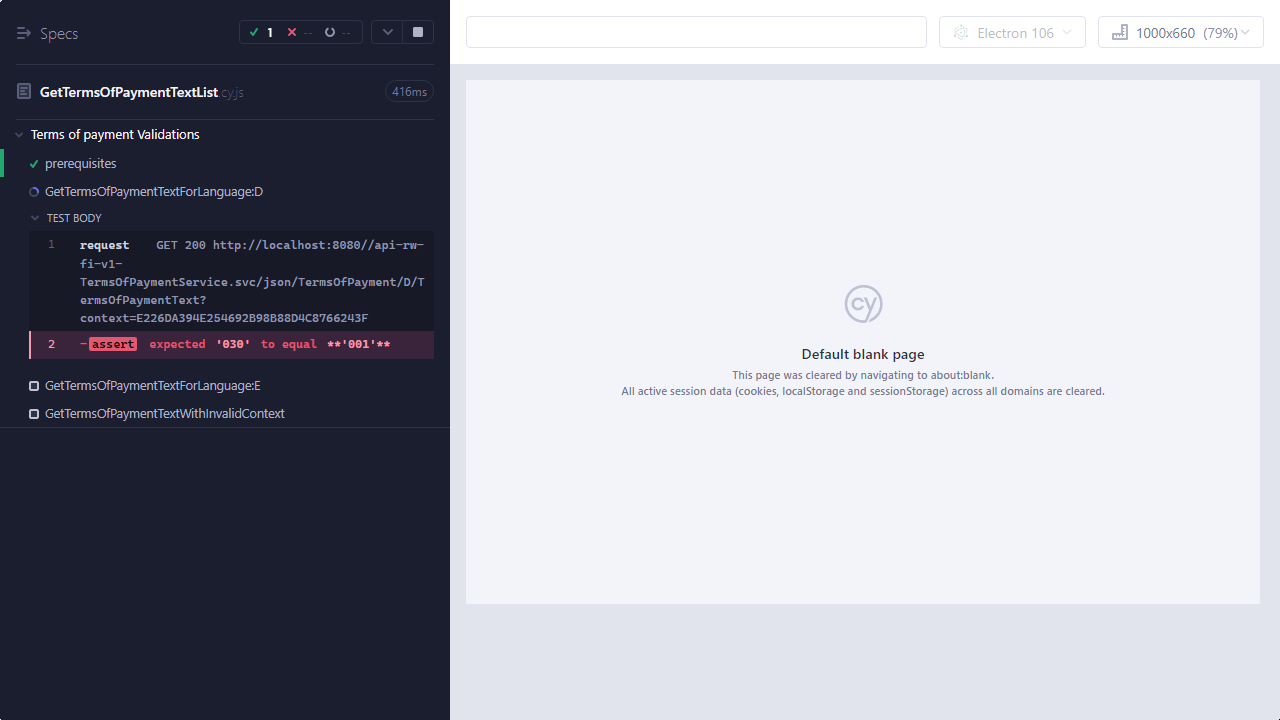 Specs
1
--
--
Electron 106
1000x660 (79%)
GetTermsOfPaymentTextList.cy.js
416ms
Terms of payment Validations
prerequisites
GetTermsOfPaymentTextForLanguage:D
TEST BODY
1 request GET 200 http://localhost:8080//api-rw-
fi-v1-
TermsOfPaymentService.svc/json/TermsOfPayment/D/T
ermsOfPaymentText?
context=E226DA394E254692B98B88D4C8766243F
2 -assert expected '030' to equal **'001'**
GetTermsOfPaymentTextForLanguage:E
GetTermsOfPaymentTextWithInvalidContext
cy
Default blank page
This page was cleared by navigating to about:blank.
All active session data (cookies, localStorage and sessionStorage) across all domains are cleared.